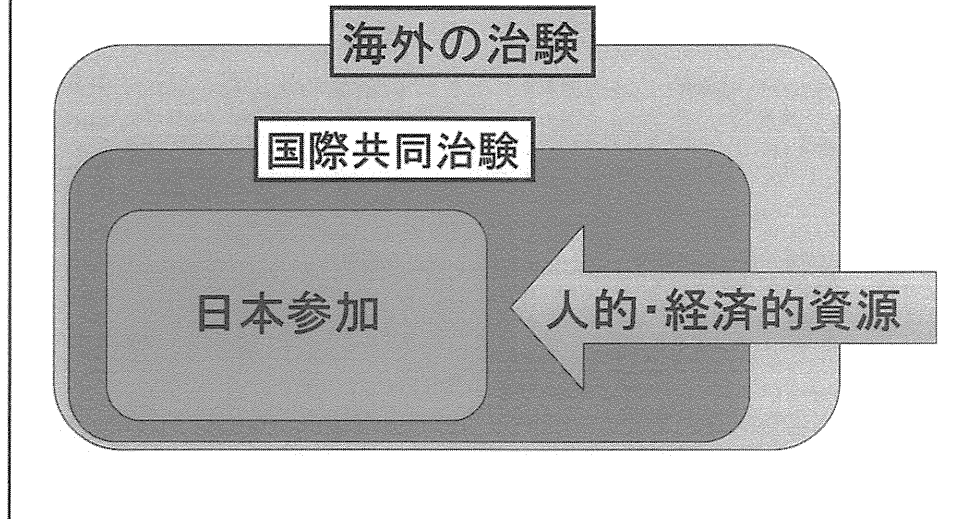 海外の治験
国際共同治験
日本参加
人的・経済的資源